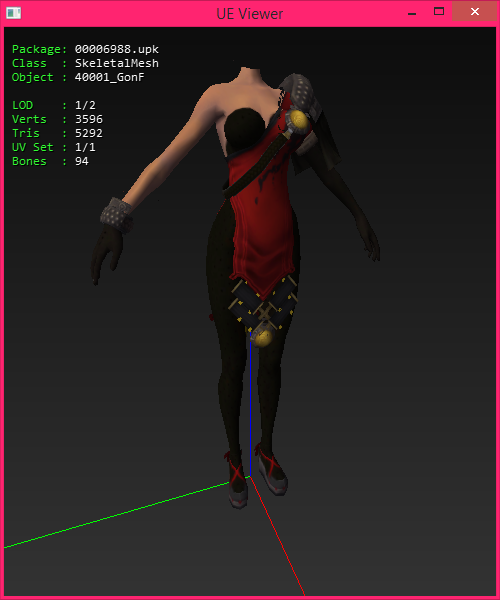 UE Viewer
Package: 00006988.upk
Class : SkeletalMesh
Object : 40001_GonF
LOD : 1/2
Verts : 3596
Tris : 5292
UV Set : 1/1
Bones : 94